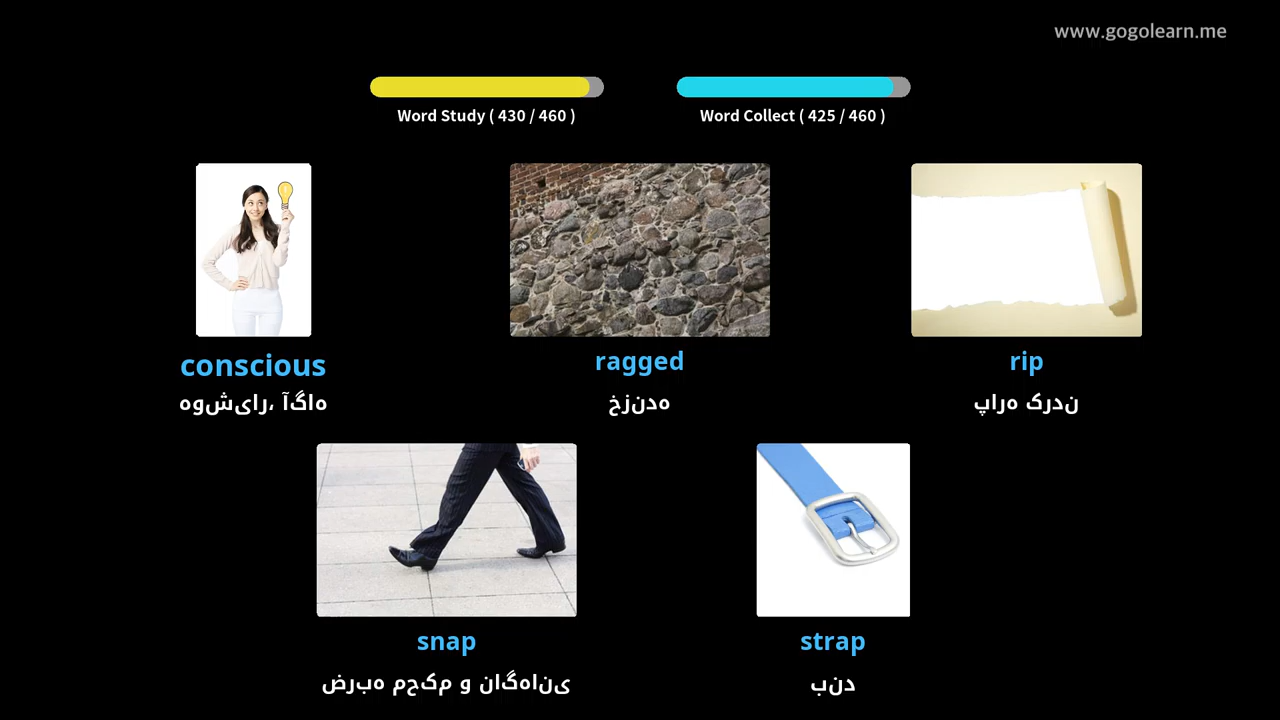 www.gogolearn.me
Word Study ( 430 / 460 )
Word Collect ( 425 / 460 )
conscious
هوشیار، آگاه
ragged
خزنده
rip
پاره کردن
snap
ضربه محکم و ناگهانی
strap
بند